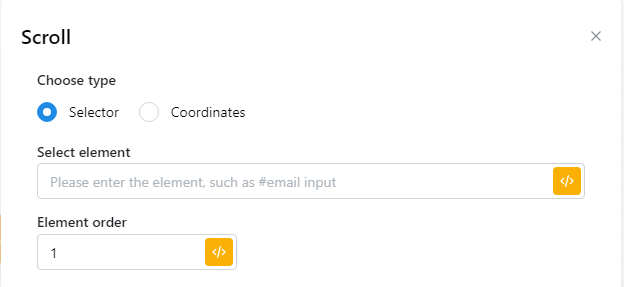 Scroll
Choose type
Selector Coordinates
Select element
Please enter the element, such as #email input </>
Element order
1 </>